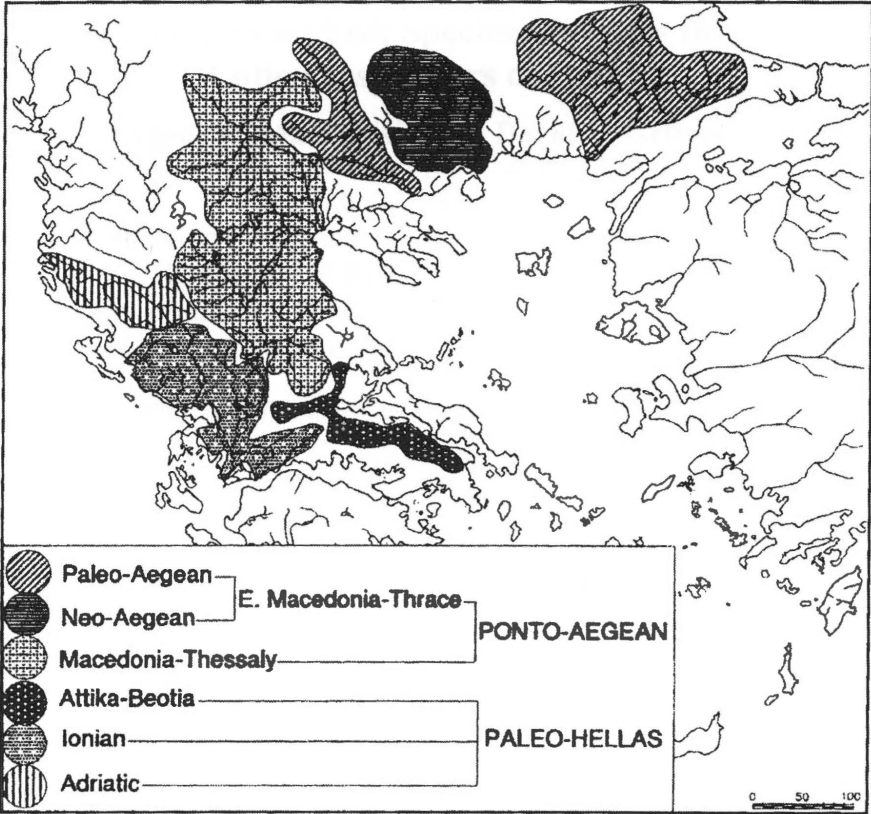 Paleo-Aegean
E. Macedonia-Thrace
Neo-Aegean
PONTO-AEGEAN
Macedonia-Thessaly
Attika-Beotia
Ionian
PALEO-HELLAS
Adriatic
0 50 100